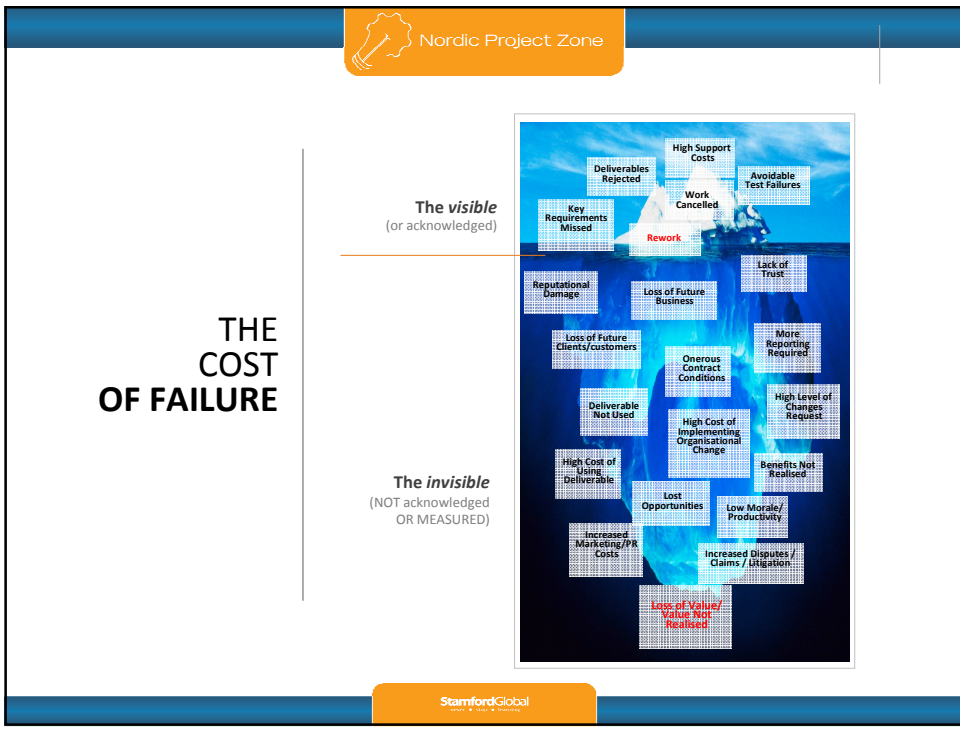 Nordic Project Zone
THE
COST
OF FAILURE
The visible
(or acknowledged)
The invisible
(NOT acknowledged
OR MEASURED)
High Support
Costs
Deliverables
Rejected
Avoidable
Test Failures
Work
Cancelled
Key
Requirements
Missed
Rework
Lack of
Trust
Reputational
Damage
Loss of Future
Business
Loss of Future
Clients/customers
More
Reporting
Required
Onerous
Contract
Conditions
High Level of
Changes
Request
Deliverable
Not Used
High Cost of
Implementing
Organisational
Change
High Cost of
Using
Deliverable
Benefits Not
Realised
Lost
Opportunities
Low Morale/
Productivity
Increased
Marketing/PR
Costs
Increased Disputes /
Claims / Litigation
Loss of Value/
Value Not
Realised
StamfordGlobal